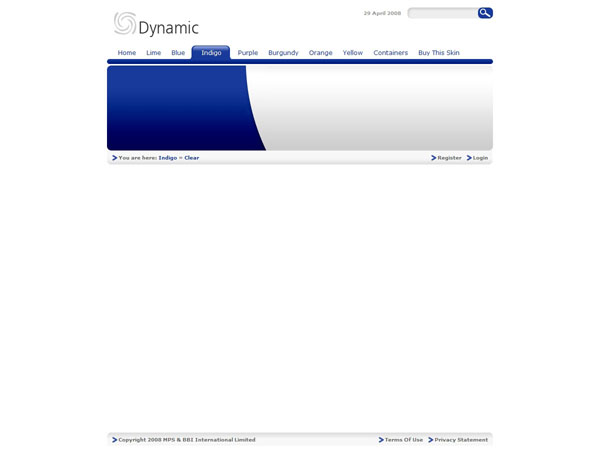 29 April 2008
Dynamic
Home Lime Blue Indigo Purple Burgundy Orange Yellow Containers Buy This Skin
You are here: Indigo » Clear Register Login
Copyright 2008 MPS & BBI International Limited Terms Of Use Privacy Statement